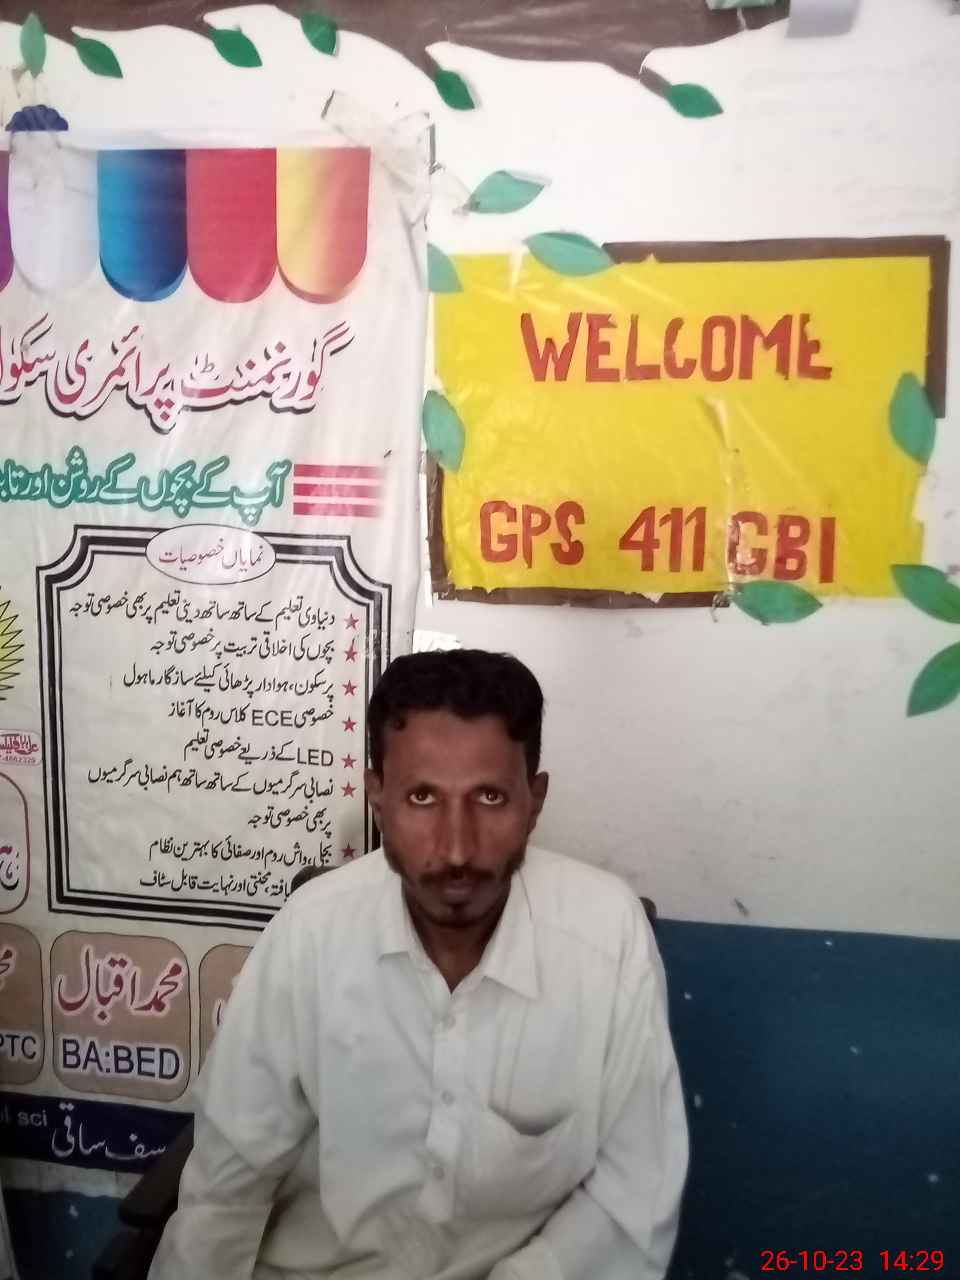 WELCOME
GPS 411 GBI
گورنمنٹ پرائمری سکول
آپ کے بچوں کے روشن اور
نمایاں خصوصیات
دنیاوی تعلیم کے ساتھ ساتھ دینی تعلیم پر بھی خصوصی توجہ
بچوں کی اخلاقی تربیت پر خصوصی توجہ
پرسکون، ہوادار پڑھائی کیلئے سازگار ماحول
خصوصی ECE کلاس روم کا آغاز
LED کے ذریعے خصوصی تعلیم
نصابی سرگرمیوں کے ساتھ ساتھ ہم نصابی سرگرمیوں
پر بھی خصوصی توجہ
بجلی، واش روم اور صفائی کا بہترین نظام
یافتہ، محنتی اور نہایت قابل سٹاف
محمد اقبال
BA:BED
PTC
sci
سف ساقی
26-10-23 14:29